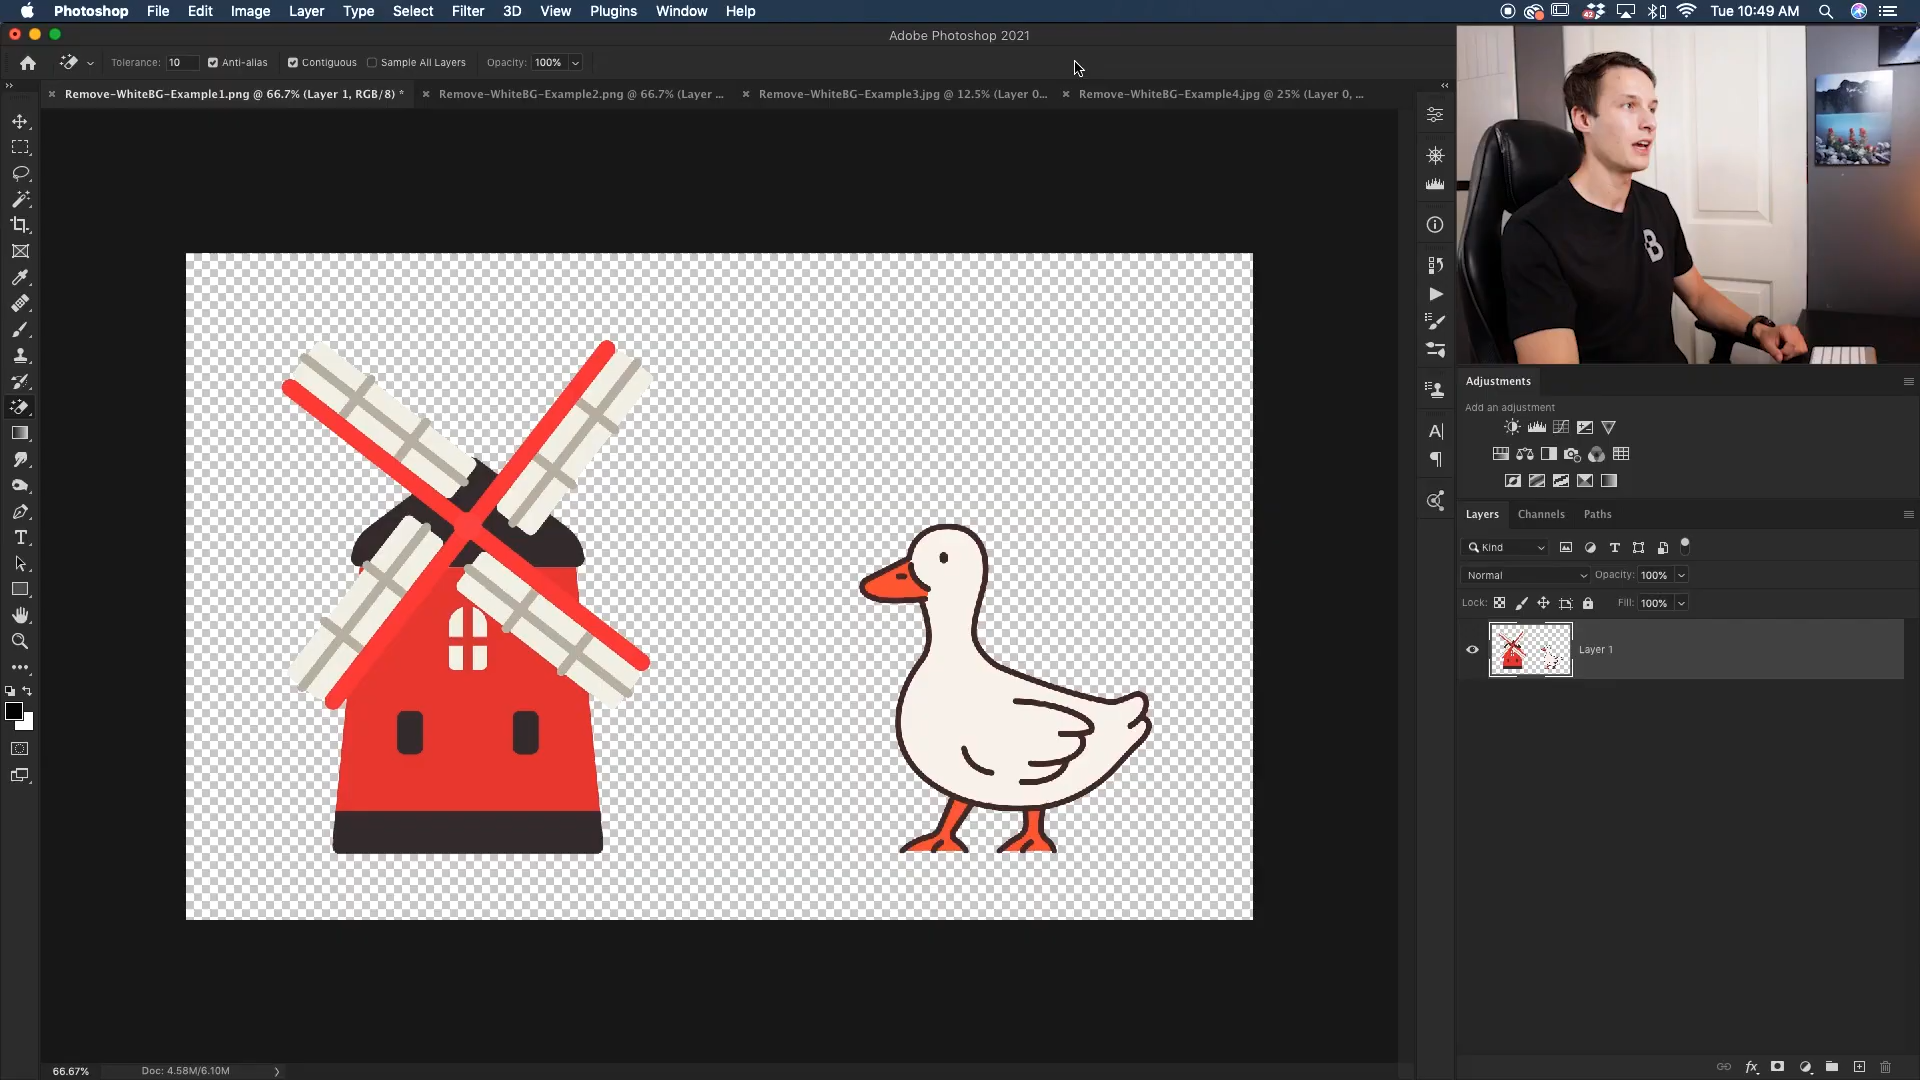 Photoshop File Edit Image Layer Type Select Filter 3D View Plugins Window Help
42
Tue 10:49 AM
Adobe Photoshop 2021
Tolerance: 10 Anti-alias Contiguous Sample All Layers Opacity: 100%
Remove-WhiteBG-Example1.png @ 66.7% (Layer 1, RGB/8) *
Remove-WhiteBG-Example2.png @ 66.7% (Layer ...
Remove-WhiteBG-Example3.jpg @ 12.5% (Layer 0...
Remove-WhiteBG-Example4.jpg @ 25% (Layer 0, ...
B
Adjustments
Add an adjustment
Layers Channels Paths
Kind
Normal Opacity: 100%
Lock: Fill: 100%
Layer 1
66.67% Doc: 4.58M/6.10M
fx